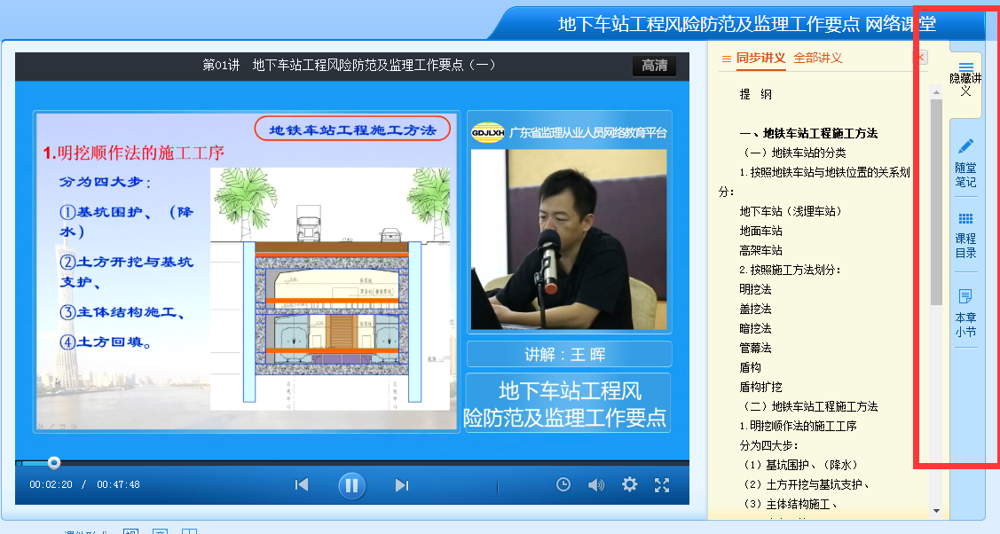 地下车站工程风险防范及监理工作要点 网络课堂
第01讲 地下车站工程风险防范及监理工作要点（一）
高清
地铁车站工程施工方法
1.明挖顺作法的施工工序
分为四大步：
①基坑围护、（降
水）
②土方开挖与基坑
支护、
③主体结构施工、
④土方回填。
GDJLXH 广东省监理从业人员网络教育平台
讲解：王 晖
地下车站工程风
险防范及监理工作要点
00:02:20 / 00:47:48
同步讲义 全部讲义
提 纲
一、地铁车站工程施工方法
（一）地铁车站的分类
1.按照地铁车站与地铁位置的关系划
分：
地下车站（浅埋车站）
地面车站
高架车站
2.按照施工方法划分：
明挖法
盖挖法
暗挖法
管幕法
盾构
盾构扩挖
（二）地铁车站工程施工方法
1.明挖顺作法的施工工序
分为四大步：
（1）基坑围护、（降水）
（2）土方开挖与基坑支护、
（3）主体结构施工、
隐藏讲
义
随堂
笔记
课程
目录
本章
小节